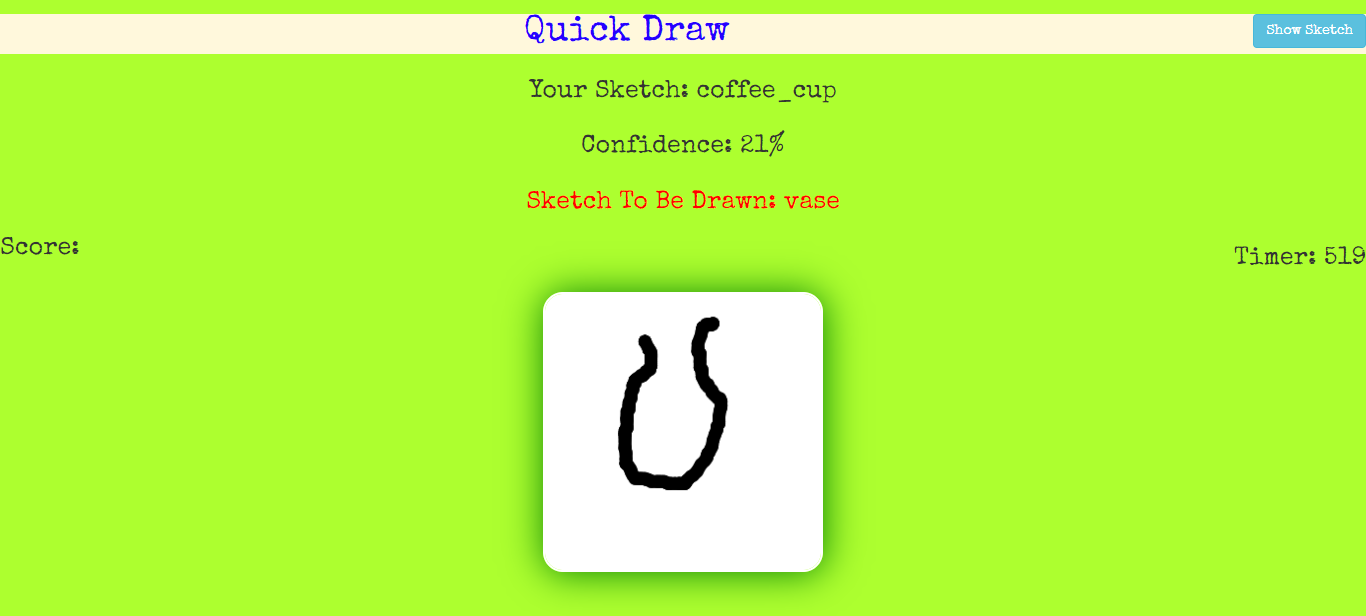 Quick Draw
Show Sketch
Your Sketch: coffee_cup
Confidence: 21%
Sketch To Be Drawn: vase
Score:
Timer: 519